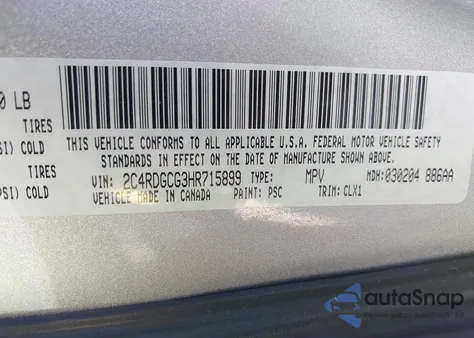 0 LB
TIRES
PSI) COLD
TIRES
PSI) COLD
THIS VEHICLE CONFORMS TO ALL APPLICABLE U.S.A. FEDERAL MOTOR VEHICLE SAFETY
STANDARDS IN EFFECT ON THE DATE OF MANUFACTURE SHOWN ABOVE.
VIN: 2C4RDGCG3HR715899 TYPE: MPV MDH: 030204 886AA
VEHICLE MADE IN CANADA PAINT: PSC TRIM: CLX1
autoSnap